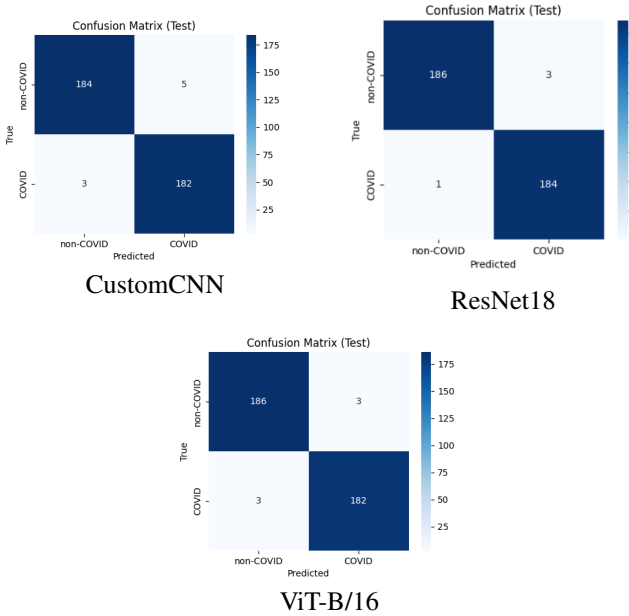 Confusion Matrix (Test)
non-COVID
COVID
True
184 5
3 182
non-COVID COVID
Predicted
175
150
125
100
75
50
25
CustomCNN
Confusion Matrix (Test)
non-COVID
COVID
True
186 3
1 184
non-COVID COVID
Predicted
ResNet18
Confusion Matrix (Test)
non-COVID
COVID
True
186 3
3 182
non-COVID COVID
Predicted
175
150
125
100
75
50
25
ViT-B/16